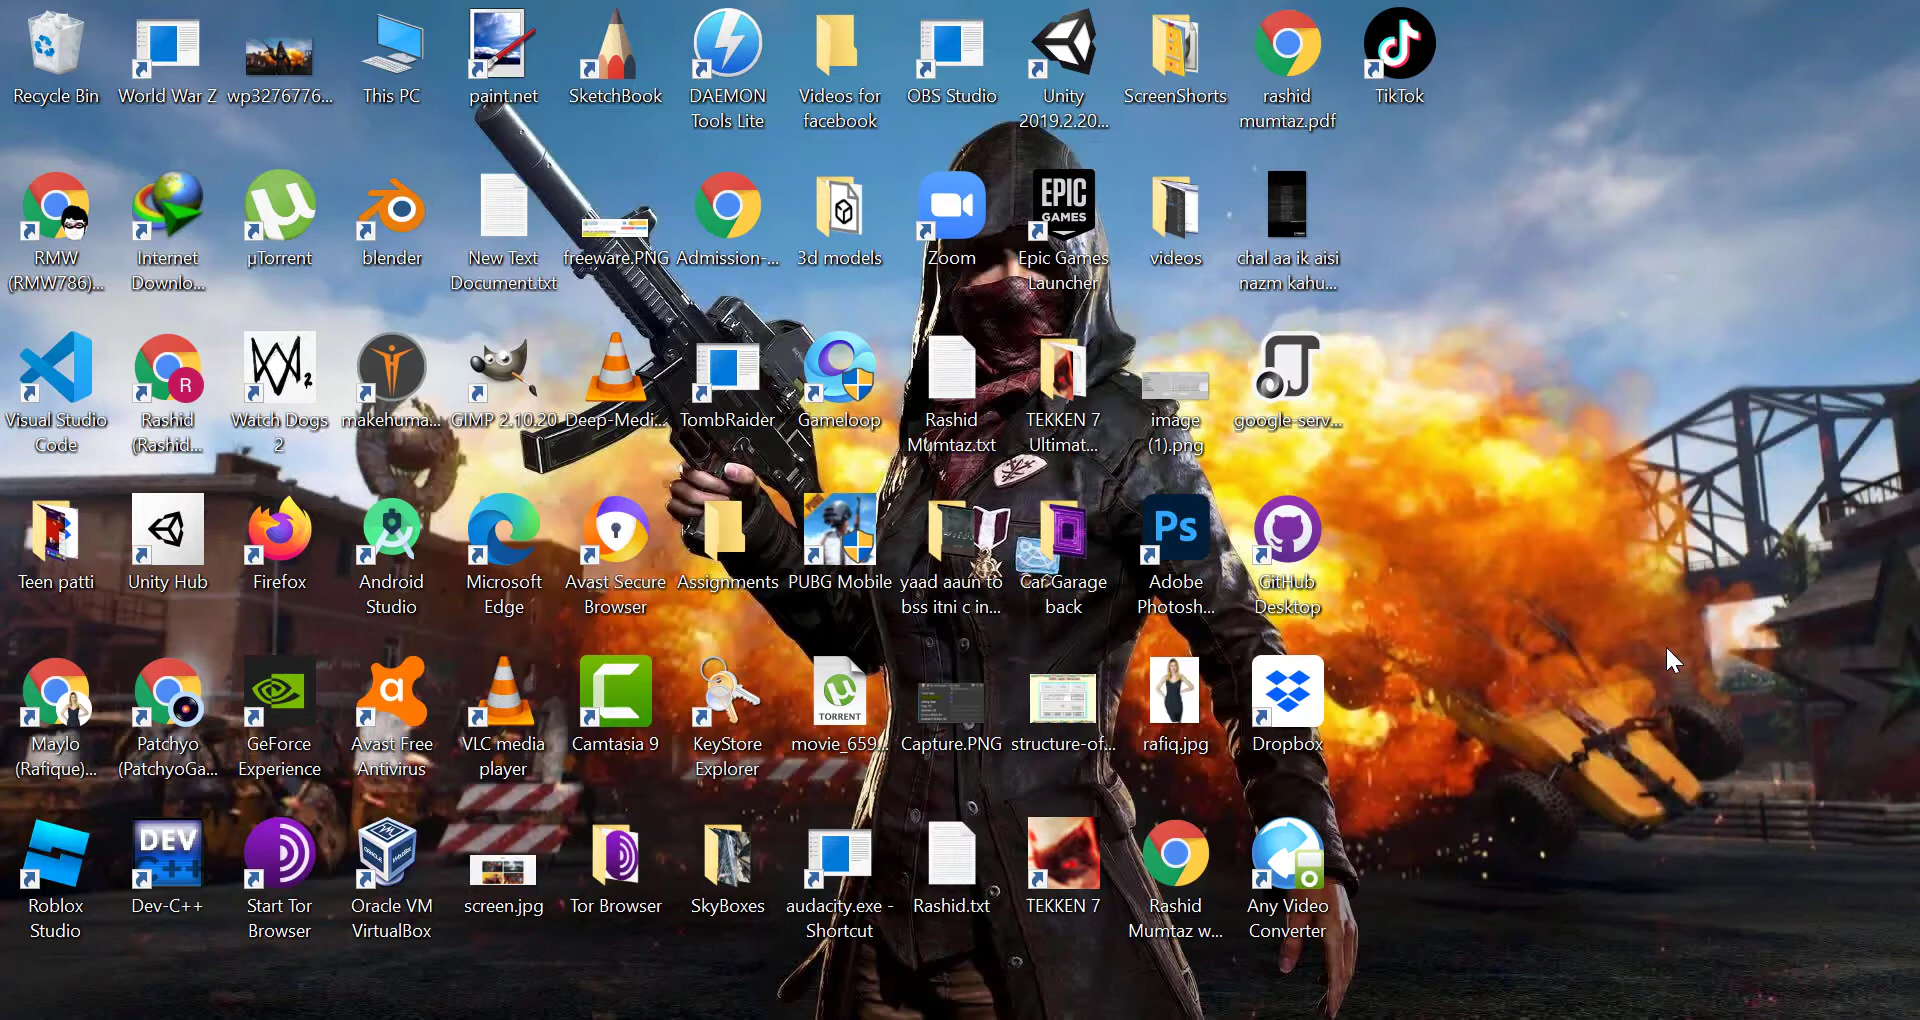 Recycle Bin
World War Z
wp3276776...
This PC
paint.net
SketchBook
DAEMON
Tools Lite
Videos for
facebook
OBS Studio
Unity
2019.2.20...
ScreenShorts
rashid
mumtaz.pdf
TikTok
RMW
(RMW786)...
Internet
Downlo...
µTorrent
blender
New Text
Document.txt
freeware.PNG
Admission-...
3d models
Zoom
EPIC
GAMES
Epic Games
Launcher
videos
chal aa ik aisi
nazm kahu...
Visual Studio
Code
R
Rashid
(Rashid...
2
Watch Dogs
2
makehuma...
GIMP 2.10.20
Deep-Medi...
TombRaider
Gameloop
Rashid
Mumtaz.txt
TEKKEN 7
Ultimat...
image
(1).png
google-serv...
Teen patti
Unity Hub
Firefox
Android
Studio
Microsoft
Edge
Avast Secure
Browser
Assignments
PUBG Mobile
yaad aaun to
bss itni c in...
Car Garage
back
Ps
Adobe
Photosh...
GitHub
Desktop
Maylo
(Rafique)...
Patchyo
(PatchyoGa...
GeForce
Experience
a
Avast Free
Antivirus
VLC media
player
C
Camtasia 9
KeyStore
Explorer
TORRENT
movie_659...
Capture.PNG
structure-of...
rafiq.jpg
Dropbox
Roblox
Studio
DEV
C++
Dev-C++
Start Tor
Browser
Oracle VM
VirtualBox
screen.jpg
Tor Browser
SkyBoxes
audacity.exe -
Shortcut
Rashid.txt
TEKKEN 7
Rashid
Mumtaz w...
Any Video
Converter